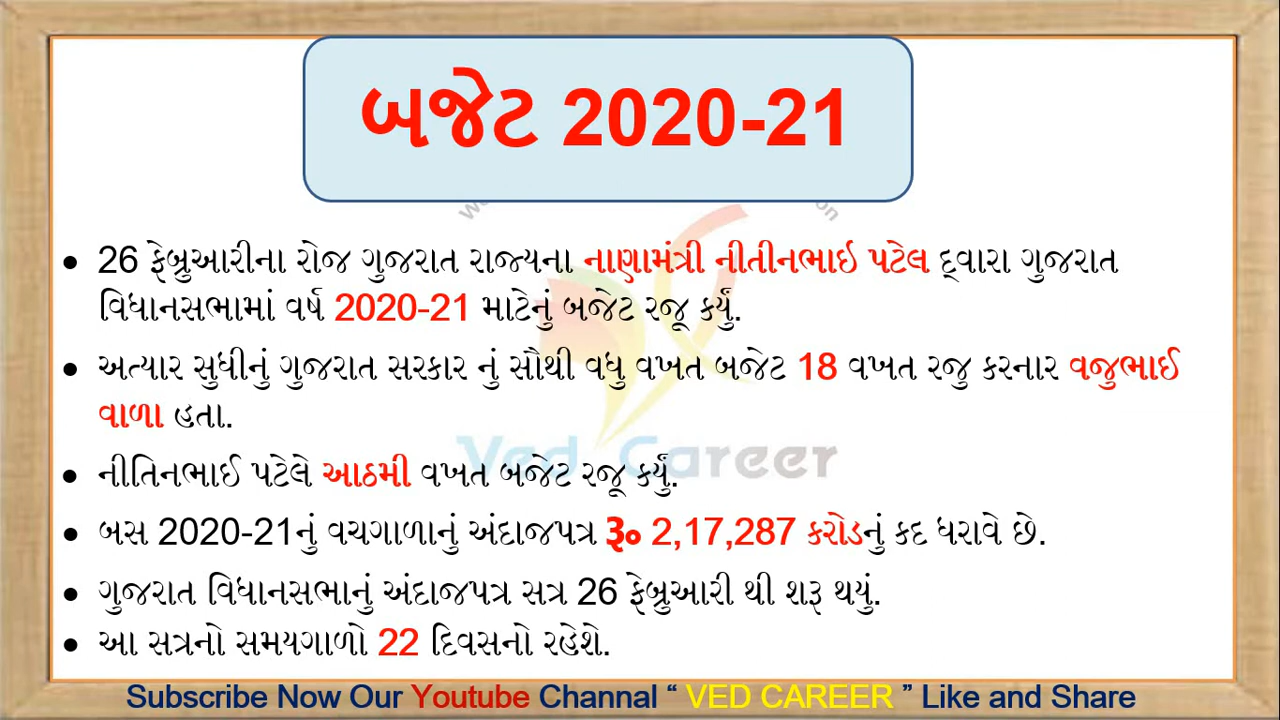 બજેટ 2020-21
• 26 ફેબ્રુઆરીના રોજ ગુજરાત રાજ્યના નાણામંત્રી નીતીનભાઇ પટેલ દ્વારા ગુજરાત
વિધાનસભામાં વર્ષ 2020-21 માટેનું બજેટ રજૂ કર્યું.
• અત્યાર સુધીનું ગુજરાત સરકાર નું સૌથી વધુ વખત બજેટ 18 વખત રજુ કરનાર વજુભાઈ
વાળા હતા.
Ved Career
• નીતિનભાઈ પટેલે આઠમી વખત બજેટ રજૂ કર્યું.
• બસ 2020-21નું વચગાળાનું અંદાજપત્ર રૂ૦ 2,17,287 કરોડનું કદ ધરાવે છે.
• ગુજરાત વિધાનસભાનું અંદાજપત્ર સત્ર 26 ફેબ્રુઆરી થી શરૂ થયું.
• આ સત્રનો સમયગાળો 22 દિવસનો રહેશે.
Subscribe Now Our Youtube Channal “ VED CAREER ” Like and Share